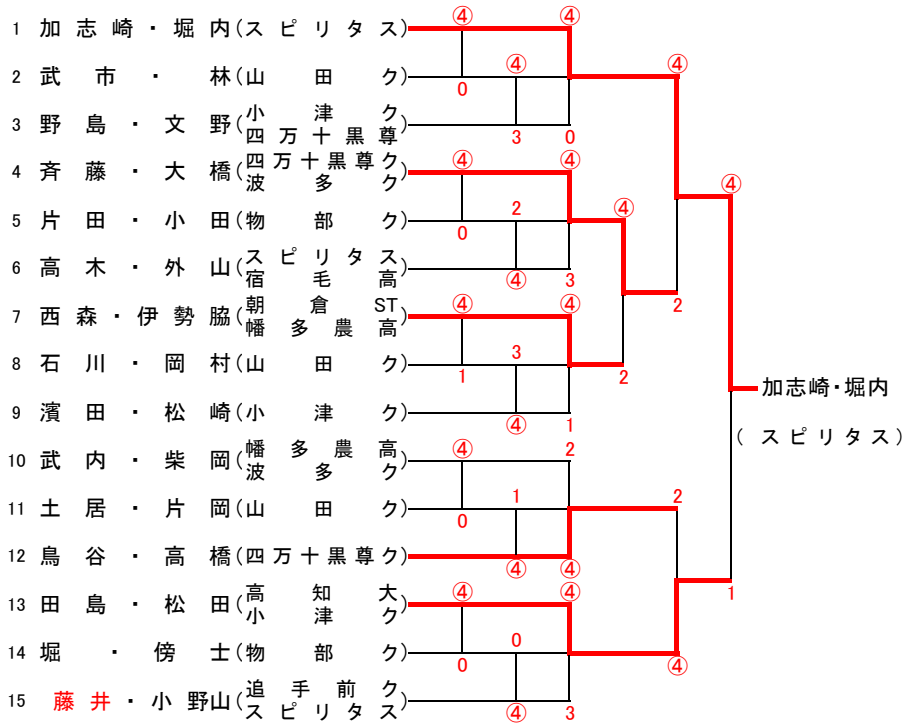 ④ ④
1 加志崎・堀内(スピリタス)
④ ④
2 武市・林(山田ク)
0
小津ク
3 野島・文野(四万十黒尊
3 0
四万十黒尊ク ④ ④
4 斉藤・大橋(波多ク)
④ ④
2
5 片田・小田(物部ク)
0
スピリタス
6 高木・外山(宿毛高)
④ 3
朝倉ST ④ ④ 2
7 西森・伊勢脇(幡多農高)
3
8 石川・岡村(山田ク)
1 2
加志崎・堀内
9 濱田・松崎(小津ク)
④ 1
(スピリタス)
幡多農高 ④ 2
10 武内・柴岡(波多ク)
1 2
11 土居・片岡(山田ク)
0
12 鳥谷・高橋(四万十黒尊ク)
④ ④
高知大 ④ ④ 1
13 田島・松田(小津ク)
0
14 堀・傍士(物部ク)
0 ④
追手前ク
15 藤井・小野山(スピリタス)
④ 3